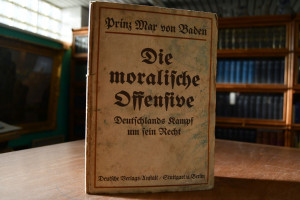 Prinz Max von Baden
Die
moralische
Offensive
Deutschlands Kampf
um sein Recht
Deutsche Verlags-Anstalt · Stuttgart u. Berlin